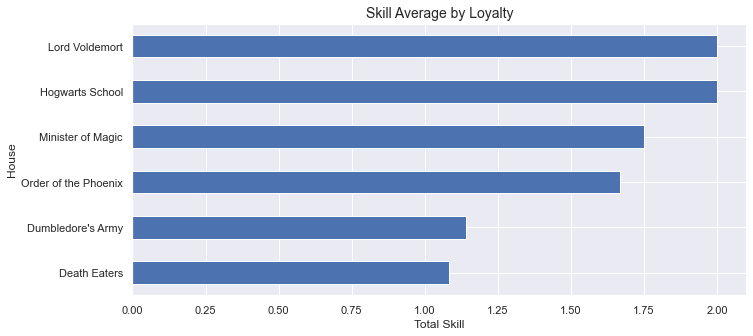 Skill Average by Loyalty
House
Lord Voldemort
Hogwarts School
Minister of Magic
Order of the Phoenix
Dumbledore's Army
Death Eaters
0.00 0.25 0.50 0.75 1.00 1.25 1.50 1.75 2.00
Total Skill